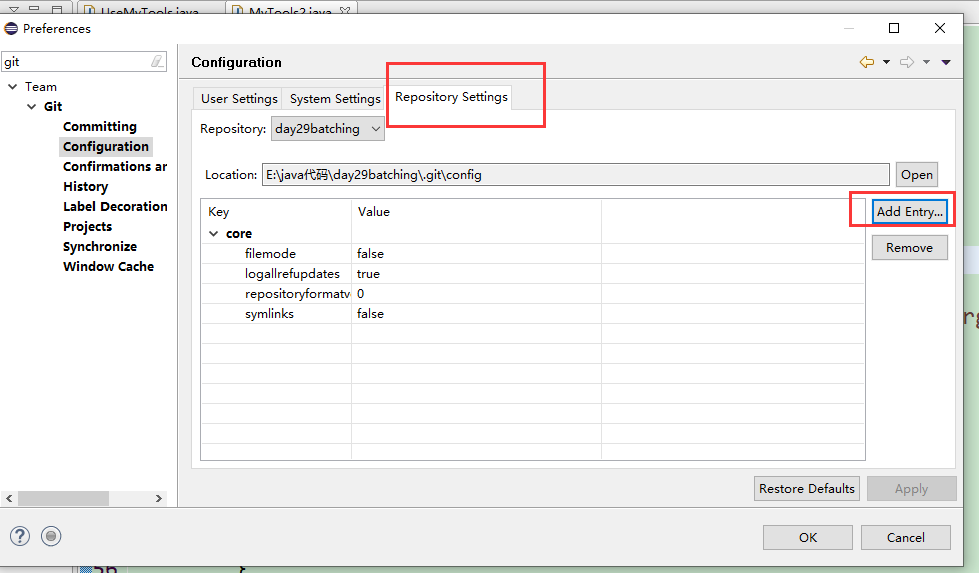 UseMyTools.java
MyTools2.java
Preferences
git
Team
Git
Committing
Configuration
Confirmations ar
History
Label Decoration
Projects
Synchronize
Window Cache
Configuration
User Settings
System Settings
Repository Settings
Repository: day29batching
Location: E:\java代码\day29batching\.git\config
Open
Key Value
core
filemode false
logallrefupdates true
repositoryformatv 0
symlinks false
Add Entry...
Remove
Restore Defaults
Apply
OK
Cancel
56 }